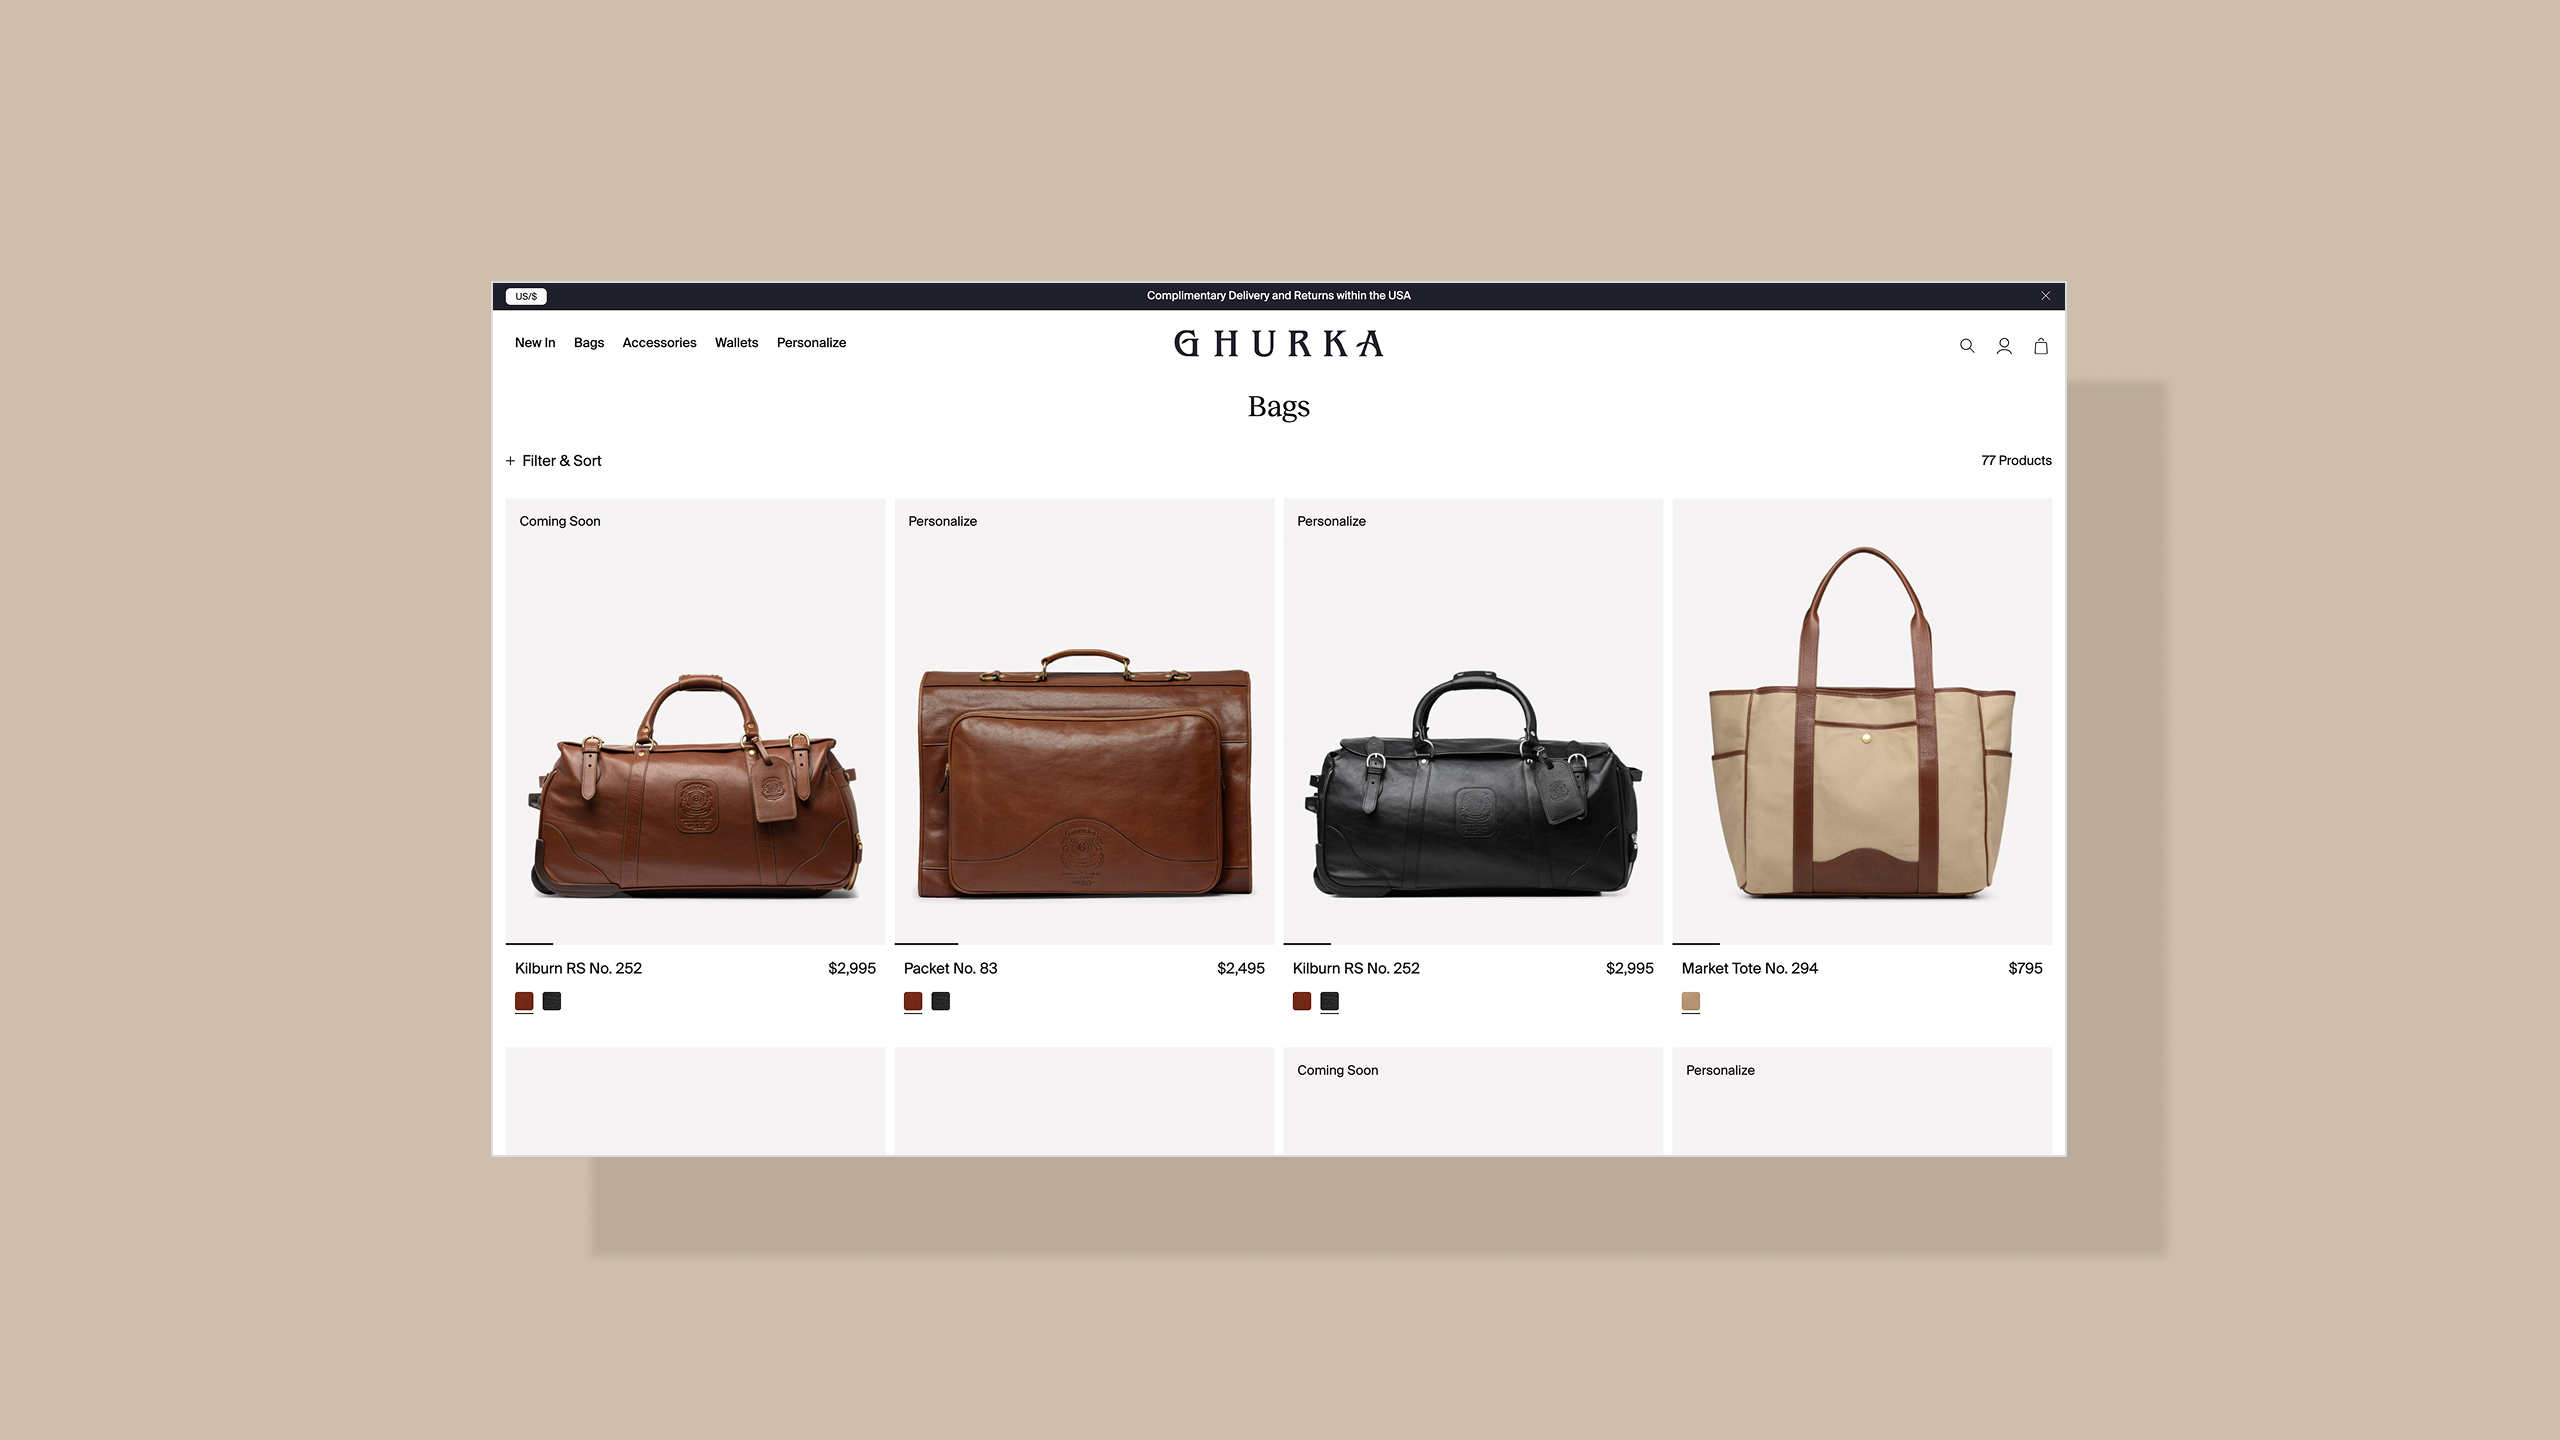 US/$
Complimentary Delivery and Returns within the USA
New In Bags Accessories Wallets Personalize
GHURKA
Bags
+ Filter & Sort
77 Products
Coming Soon
Personalize
Personalize
Kilburn RS No. 252 $2,995
Packet No. 83 $2,495
Kilburn RS No. 252 $2,995
Market Tote No. 294 $795
Coming Soon
Personalize